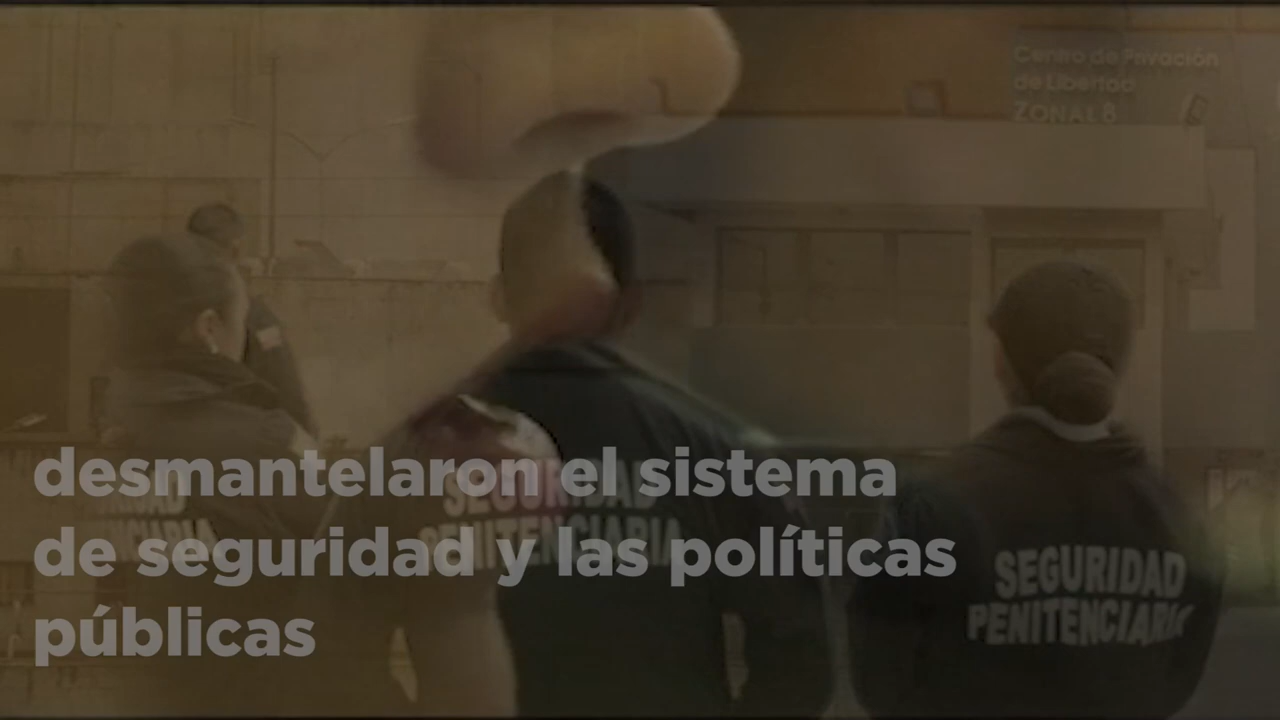 Centro de Privación
de Libertad
ZONAL 8
desmantelaron el sistema
de seguridad y las políticas
públicas
SEGURIDAD
PENITENCIARIA
SEGURIDAD
PENITENCIARIA